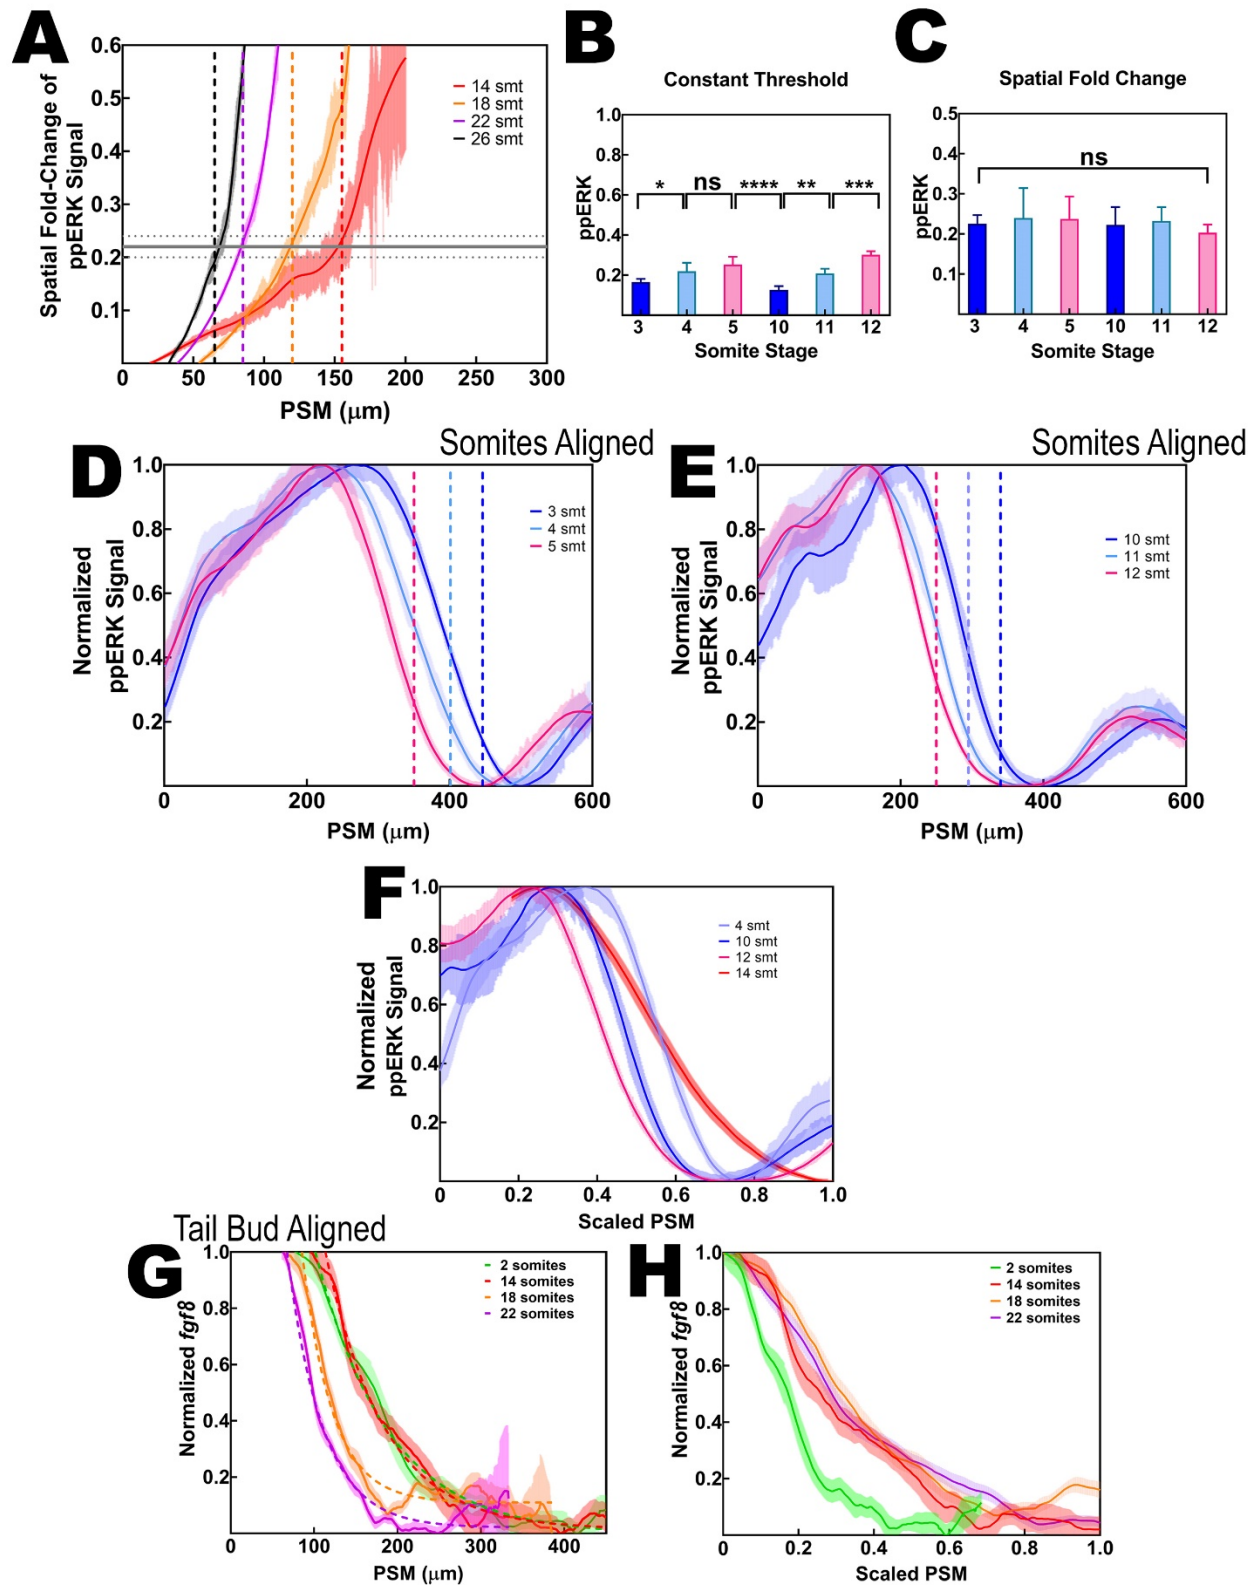 A
Spatial Fold-Change of
ppERK Signal
0.6
0.5
0.4
0.3
0.2
0.1
14 smt
18 smt
22 smt
26 smt
0 50 100 150 200 250 300
PSM (μm)
B
Constant Threshold
ppERK
1.0
0.8
0.6
0.4
0.2
* ns **** ** ***
3 4 5 10 11 12
Somite Stage
C
Spatial Fold Change
ppERK
0.5
0.4
0.3
0.2
0.1
ns
3 4 5 10 11 12
Somite Stage
D
Somites Aligned
Normalized
ppERK Signal
1.0
0.8
0.6
0.4
0.2
3 smt
4 smt
5 smt
0 200 400 600
PSM (μm)
E
Somites Aligned
Normalized
ppERK Signal
1.0
0.8
0.6
0.4
0.2
10 smt
11 smt
12 smt
0 200 400 600
PSM (μm)
F
Normalized
ppERK Signal
1.0
0.8
0.6
0.4
0.2
4 smt
10 smt
12 smt
14 smt
0 0.2 0.4 0.6 0.8 1.0
Scaled PSM
G
Tail Bud Aligned
Normalized fgf8
1.0
0.8
0.6
0.4
0.2
2 somites
14 somites
18 somites
22 somites
0 100 200 300 400
PSM (μm)
H
Normalized fgf8
1.0
0.8
0.6
0.4
0.2
2 somites
14 somites
18 somites
22 somites
0 0.2 0.4 0.6 0.8 1.0
Scaled PSM